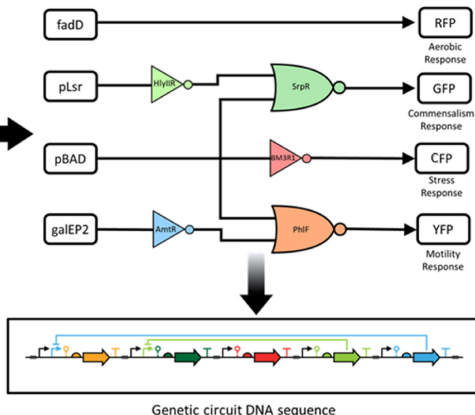 fadD
RFP
Aerobic
Response
pLsr
HlyIIR
SrpR
GFP
Commensalism
Response
pBAD
BM3R1
CFP
Stress
Response
galEP2
AmtR
PhlF
YFP
Motility
Response
Genetic circuit DNA sequence